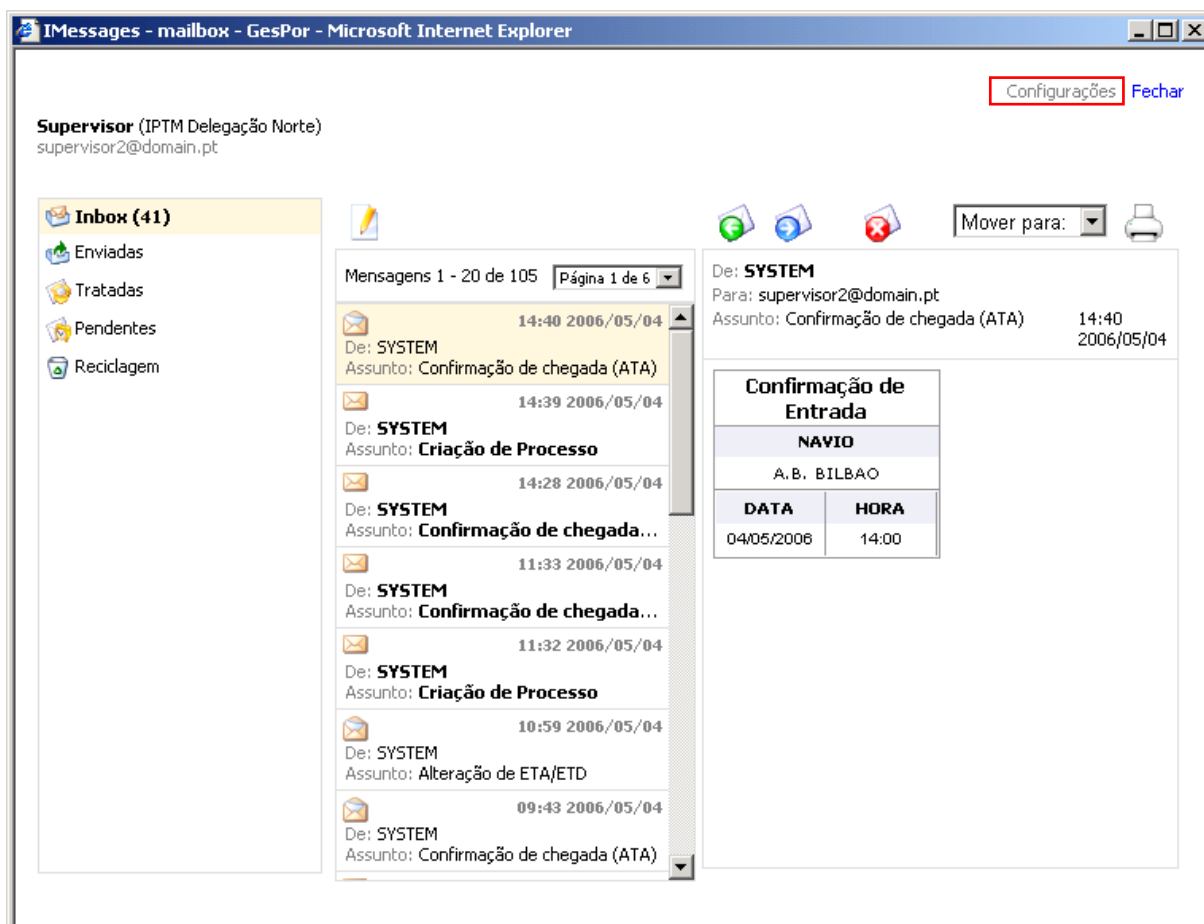 IMessages - mailbox - GesPor - Microsoft Internet Explorer
Configurações Fechar
Supervisor (IPTM Delegação Norte)
supervisor2@domain.pt
Inbox (41)
Enviadas
Tratadas
Pendentes
Reciclagem
Mensagens 1 - 20 de 105 Página 1 de 6
14:40 2006/05/04
De: SYSTEM
Assunto: Confirmação de chegada (ATA)
14:39 2006/05/04
De: SYSTEM
Assunto: Criação de Processo
14:28 2006/05/04
De: SYSTEM
Assunto: Confirmação de chegada...
11:33 2006/05/04
De: SYSTEM
Assunto: Confirmação de chegada...
11:32 2006/05/04
De: SYSTEM
Assunto: Criação de Processo
10:59 2006/05/04
De: SYSTEM
Assunto: Alteração de ETA/ETD
09:43 2006/05/04
De: SYSTEM
Assunto: Confirmação de chegada (ATA)
Mover para:
De: SYSTEM
Para: supervisor2@domain.pt
Assunto: Confirmação de chegada (ATA) 14:40
2006/05/04
Confirmação de
Entrada
NAVIO
A.B. BILBAO
DATA HORA
04/05/2006 14:00